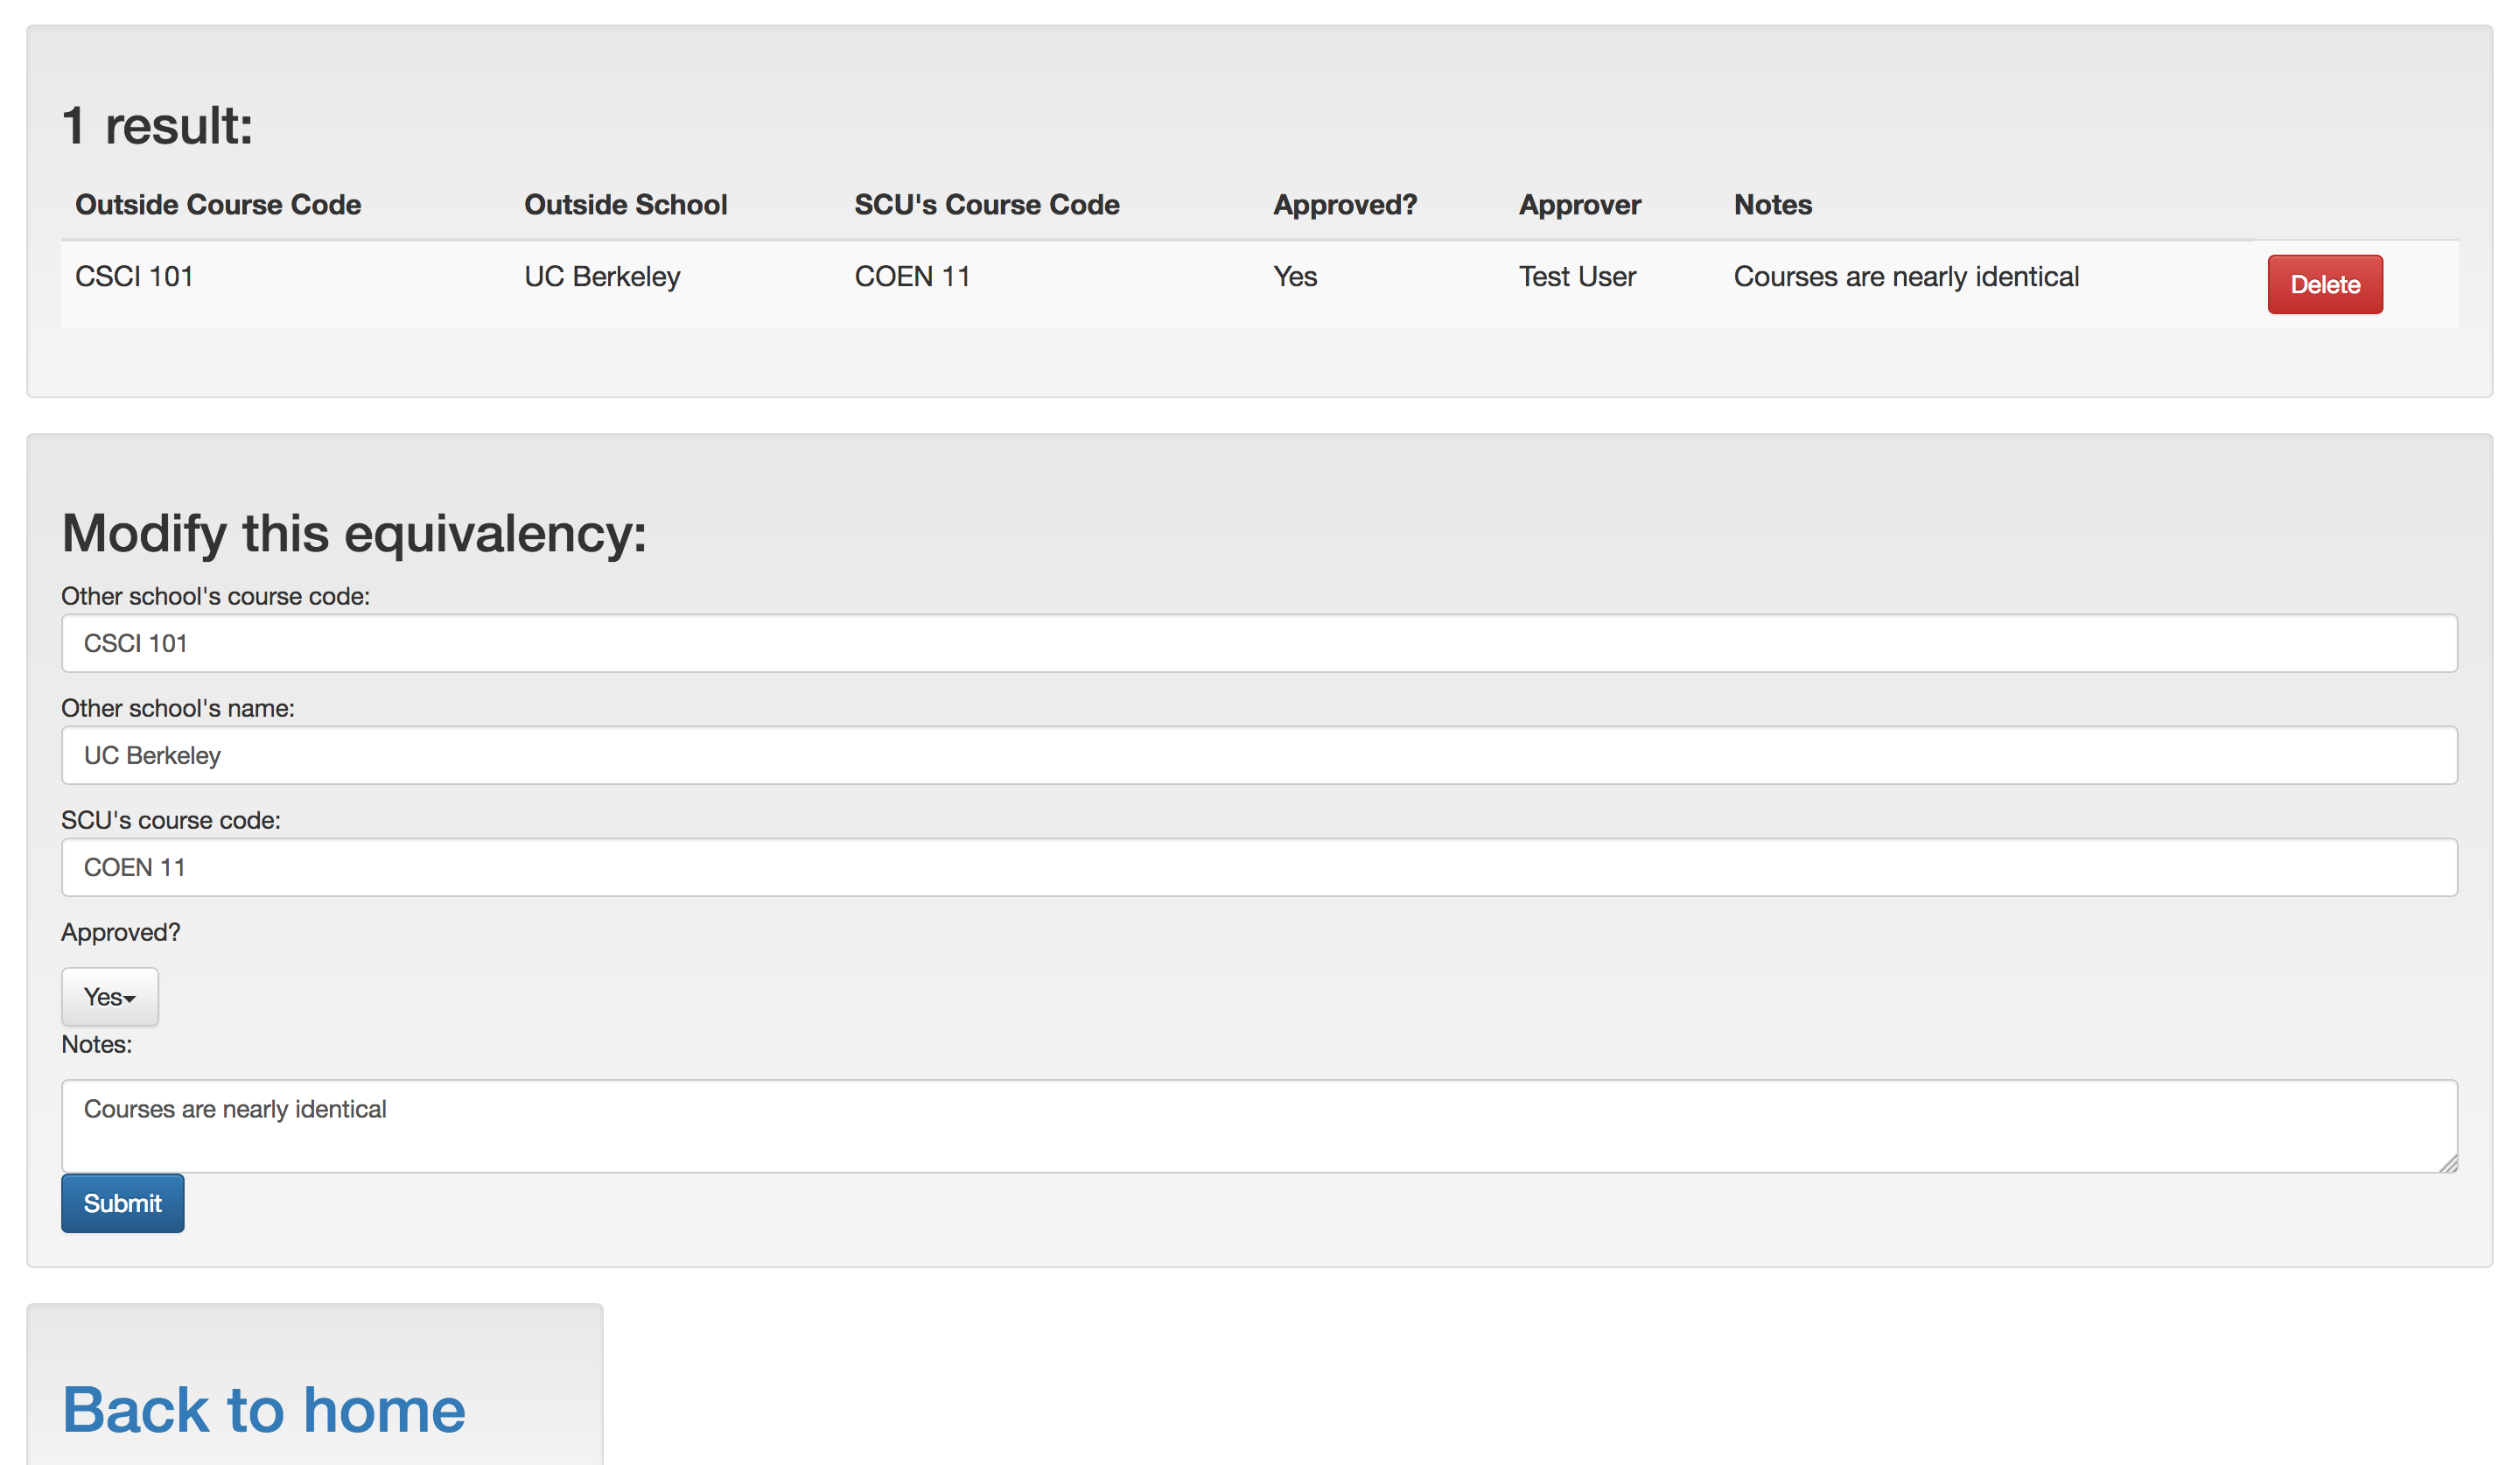 1 result:
Outside Course Code Outside School SCU's Course Code Approved? Approver Notes
CSCI 101 UC Berkeley COEN 11 Yes Test User Courses are nearly identical Delete
Modify this equivalency:
Other school's course code:
CSCI 101
Other school's name:
UC Berkeley
SCU's course code:
COEN 11
Approved?
Yes
Notes:
Courses are nearly identical
Submit
Back to home